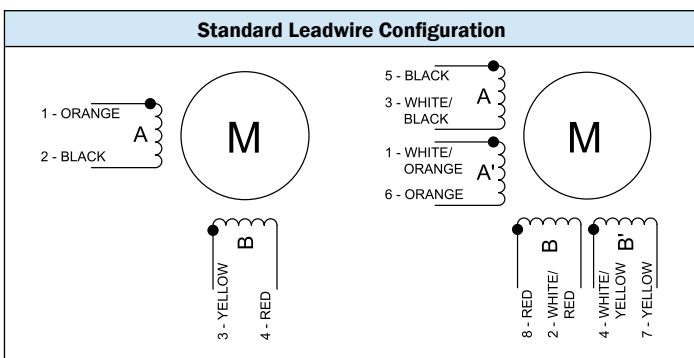 Standard Leadwire Configuration
1 - ORANGE
A
2 - BLACK
M
B
3 - YELLOW
4 - RED
5 - BLACK
A
3 - WHITE/
BLACK
1 - WHITE/
ORANGE
A'
6 - ORANGE
M
B
B'
8 - RED
2 - WHITE/
RED
4 - WHITE/
YELLOW
7 - YELLOW